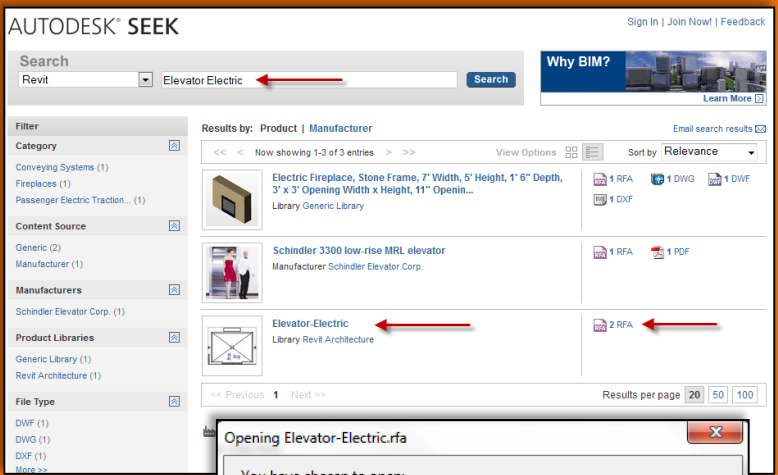 AUTODESK® SEEK
Sign In | Join Now! | Feedback
Search
Revit
Elevator Electric
Search
Why BIM?
Learn More
Filter
Category
Conveying Systems (1)
Fireplaces (1)
Passenger Electric Traction... (1)
Content Source
Generic (2)
Manufacturer (1)
Manufacturers
Schindler Elevator Corp. (1)
Product Libraries
Generic Library (1)
Revit Architecture (1)
File Type
DWF (1)
DWG (1)
DXF (1)
More >>
Results by: Product | Manufacturer
Email search results
<< < Now showing 1-3 of 3 entries > >>
View Options
Sort by Relevance
Electric Fireplace, Stone Frame, 7' Width, 5' Height, 1' 6" Depth,
3' x 3' Opening Width x Height, 11" Openin...
Library Generic Library
1 RFA
1 DWG
1 DWF
1 DXF
Schindler 3300 low-rise MRL elevator
Manufacturer Schindler Elevator Corp.
1 RFA
1 PDF
Elevator-Electric
Library Revit Architecture
2 RFA
<< Previous 1 Next >>
Results per page 20 50 100
Opening Elevator-Electric.rfa
You have chosen to open: